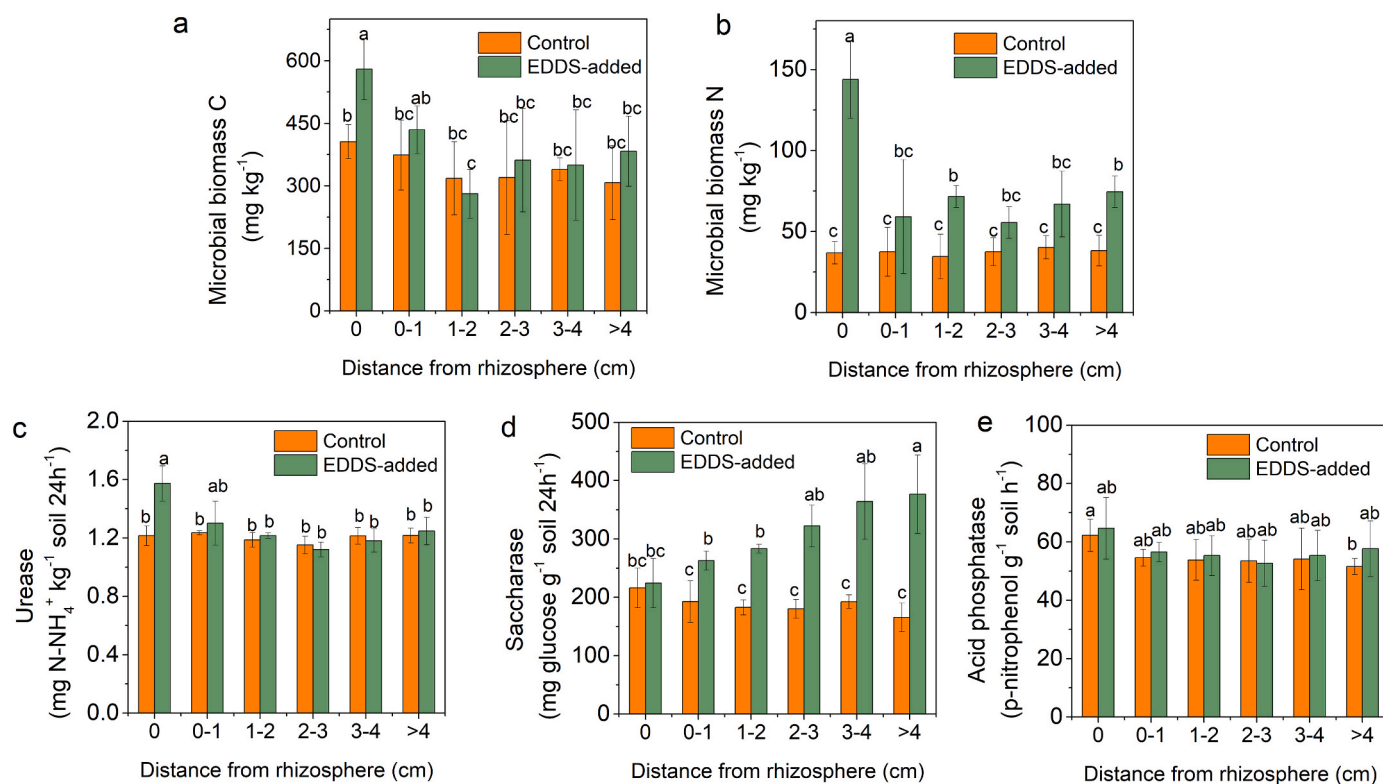 a
Microbial biomass C
(mg kg⁻¹)
600
450
300
150
0
Control
EDDS-added
b a
bc ab
bc c
bc bc
bc bc
bc bc
0 0-1 1-2 2-3 3-4 >4
Distance from rhizosphere (cm)
b
Microbial biomass N
(mg kg⁻¹)
150
100
50
0
Control
EDDS-added
c a
c bc
c b
c bc
c bc
c b
0 0-1 1-2 2-3 3-4 >4
Distance from rhizosphere (cm)
c
Urease
(mg N-NH₄⁺ kg⁻¹ soil 24h⁻¹)
2.0
1.6
1.2
0.8
0.4
0.0
Control
EDDS-added
b a
b ab
b b
b b
b b
b b
0 0-1 1-2 2-3 3-4 >4
Distance from rhizosphere (cm)
d
Saccharase
(mg glucose g⁻¹ soil 24h⁻¹)
500
400
300
200
100
0
Control
EDDS-added
bc bc
c b
c b
c ab
c ab
c a
0 0-1 1-2 2-3 3-4 >4
Distance from rhizosphere (cm)
e
Acid phosphatase
(p-nitrophenol g⁻¹ soil h⁻¹)
100
80
60
40
20
0
Control
EDDS-added
a ab
ab ab
ab ab
ab ab
ab ab
b ab
0 0-1 1-2 2-3 3-4 >4
Distance from rhizosphere (cm)